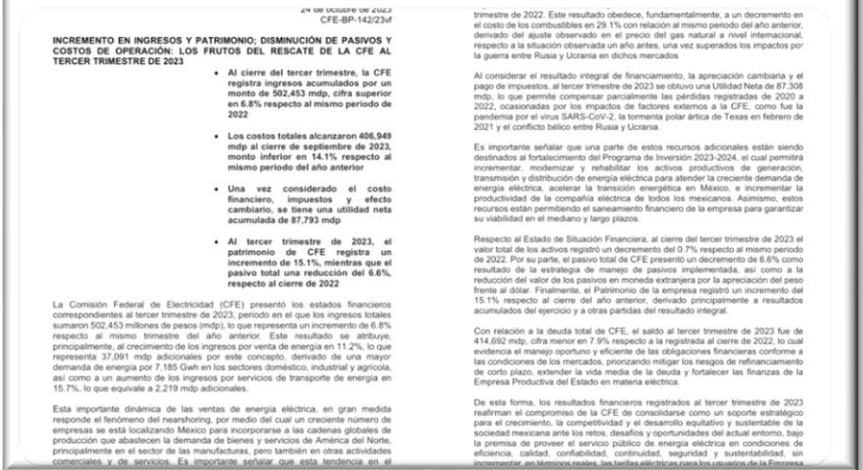 24 de octubre de 2023
CFE-BP-142/23vf
INCREMENTO EN INGRESOS Y PATRIMONIO; DISMINUCIÓN DE PASIVOS Y
COSTOS DE OPERACIÓN: LOS FRUTOS DEL RESCATE DE LA CFE AL
TERCER TRIMESTRE DE 2023
• Al cierre del tercer trimestre, la CFE
registra ingresos acumulados por un
monto de 502,453 mdp, cifra superior
en 6.8% respecto al mismo periodo de
2022
• Los costos totales alcanzaron 406,949
mdp al cierre de septiembre de 2023,
monto inferior en 14.1% respecto al
mismo periodo del año anterior
• Una vez considerado el costo
financiero, impuestos y efecto
cambiario, se tiene una utilidad neta
acumulada de 87,793 mdp
• Al tercer trimestre de 2023, el
patrimonio de CFE registra un
incremento de 15.1%, mientras que el
pasivo total una reducción del 6.6%,
respecto al cierre de 2022
La Comisión Federal de Electricidad (CFE) presentó los estados financieros
correspondientes al tercer trimestre de 2023, periodo en el que los ingresos totales
sumaron 502,453 millones de pesos (mdp), lo que representa un incremento de 6.8%
respecto al mismo trimestre del año anterior. Este resultado se atribuye,
principalmente, al crecimiento de los ingresos por venta de energía en 11.2%, lo que
representa 37,091 mdp adicionales por este concepto, derivado de una mayor
demanda de energía por 7,185 Gwh en los sectores doméstico, industrial y agrícola,
así como a un aumento de los ingresos por servicios de transporte de energía en
15.7%, lo que equivale a 2,219 mdp adicionales.
Esta importante dinámica de las ventas de energía eléctrica, en gran medida
responde el fenómeno del nearshoring, por medio del cual un creciente número de
empresas se está localizando México para incorporarse a las cadenas globales de
producción que abastecen la demanda de bienes y servicios de América del Norte,
principalmente en el sector de las manufacturas, pero también en otras actividades
comerciales y de servicios. Es importante señalar que esta tendencia en el
trimestre de 2022. Este resultado obedece, fundamentalmente, a un decremento en
el costo de los combustibles en 29.1% con relación al mismo periodo del año anterior,
derivado del ajuste observado en el precio del gas natural a nivel internacional,
respecto a la situación observada un año antes, una vez superados los impactos por
la guerra entre Rusia y Ucrania en dichos mercados
Al considerar el resultado integral de financiamiento, la apreciación cambiaria y el
pago de impuestos, al tercer trimestre de 2023 se obtuvo una Utilidad Neta de 87,308
mdp, lo que permite compensar parcialmente las pérdidas registradas de 2020 a
2022, ocasionadas por los impactos de factores externos a la CFE, como fue la
pandemia por el virus SARS-CoV-2, la tormenta polar ártica de Texas en febrero de
2021 y el conflicto bélico entre Rusia y Ucrania.
Es importante señalar que una parte de estos recursos adicionales están siendo
destinados al fortalecimiento del Programa de Inversión 2023-2024, el cual permitirá
incrementar, modernizar y rehabilitar los activos productivos de generación,
transmisión y distribución de energía eléctrica para atender la creciente demanda de
energía eléctrica, acelerar la transición energética en México, e incrementar la
productividad de la compañía eléctrica de todos los mexicanos. Asimismo, estos
recursos están permitiendo el saneamiento financiero de la empresa para garantizar
su viabilidad en el mediano y largo plazos.
Respecto al Estado de Situación Financiera, al cierre del tercer trimestre de 2023 el
valor total de los activos registró un decremento del 0.7% respecto al mismo periodo
de 2022. Por su parte, el pasivo total de CFE presentó un decremento de 6.6% como
resultado de la estrategia de manejo de pasivos implementada, así como a la
reducción del valor de los pasivos en moneda extranjera por la apreciación del peso
frente al dólar. Finalmente, el Patrimonio de la empresa registró un incremento del
15.1% respecto al cierre del año anterior, derivado principalmente a resultados
acumulados del ejercicio y a otras partidas del resultado integral.
Con relación a la deuda total de CFE, el saldo al tercer trimestre de 2023 fue de
414,692 mdp, cifra menor en 7.9% respecto a la registrada al cierre de 2022, lo cual
evidencia el manejo oportuno y eficiente de las obligaciones financieras conforme a
las condiciones de los mercados, priorizando mitigar los riesgos de refinanciamiento
de corto plazo, extender la vida media de la deuda y fortalecer las finanzas de la
Empresa Productiva del Estado en materia eléctrica.
De esta forma, los resultados financieros registrados al tercer trimestre de 2023
reafirman el compromiso de la CFE de consolidarse como un soporte estratégico
para el crecimiento, la competitividad y el desarrollo equitativo y sustentable de la
sociedad mexicana ante los retos, desafíos y oportunidades del actual entorno, bajo
la premisa de proveer el servicio público de energía eléctrica en condiciones de
eficiencia, calidad, confiabilidad, continuidad, seguridad y sustentabilidad, sin
incrementar, en términos reales, las tarifas eléctricas para los usuarios de la Empresa